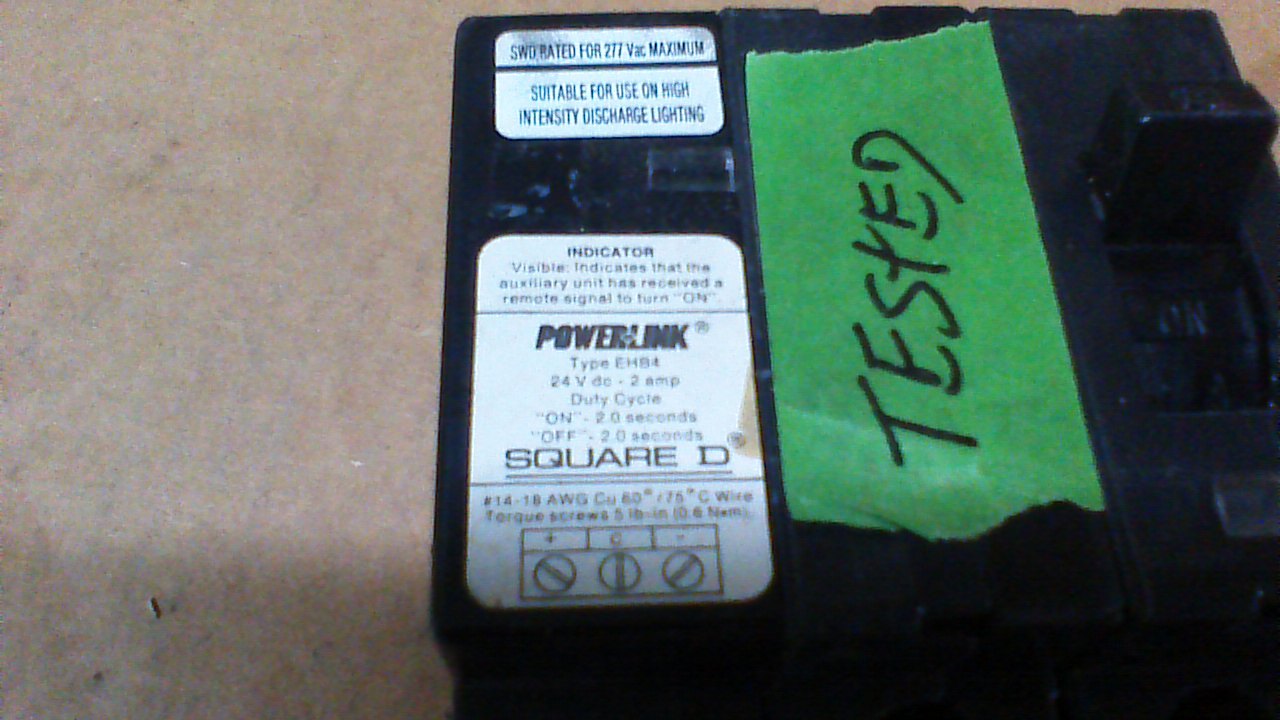 SWD RATED FOR 277 Vac MAXIMUM
SUITABLE FOR USE ON HIGH
INTENSITY DISCHARGE LIGHTING
INDICATOR
Visible: Indicates that the
auxiliary unit has received a
remote signal to turn "ON".
POWERLINK®
Type EHB4
24 V dc - 2 amp
Duty Cycle
"ON" - 2.0 seconds
"OFF" - 2.0 seconds
SQUARE D®
#14-18 AWG Cu 60°/75°C Wire
Torque screws 5 lb-in (0.6 N•m).
+ C -
TESTED
ON